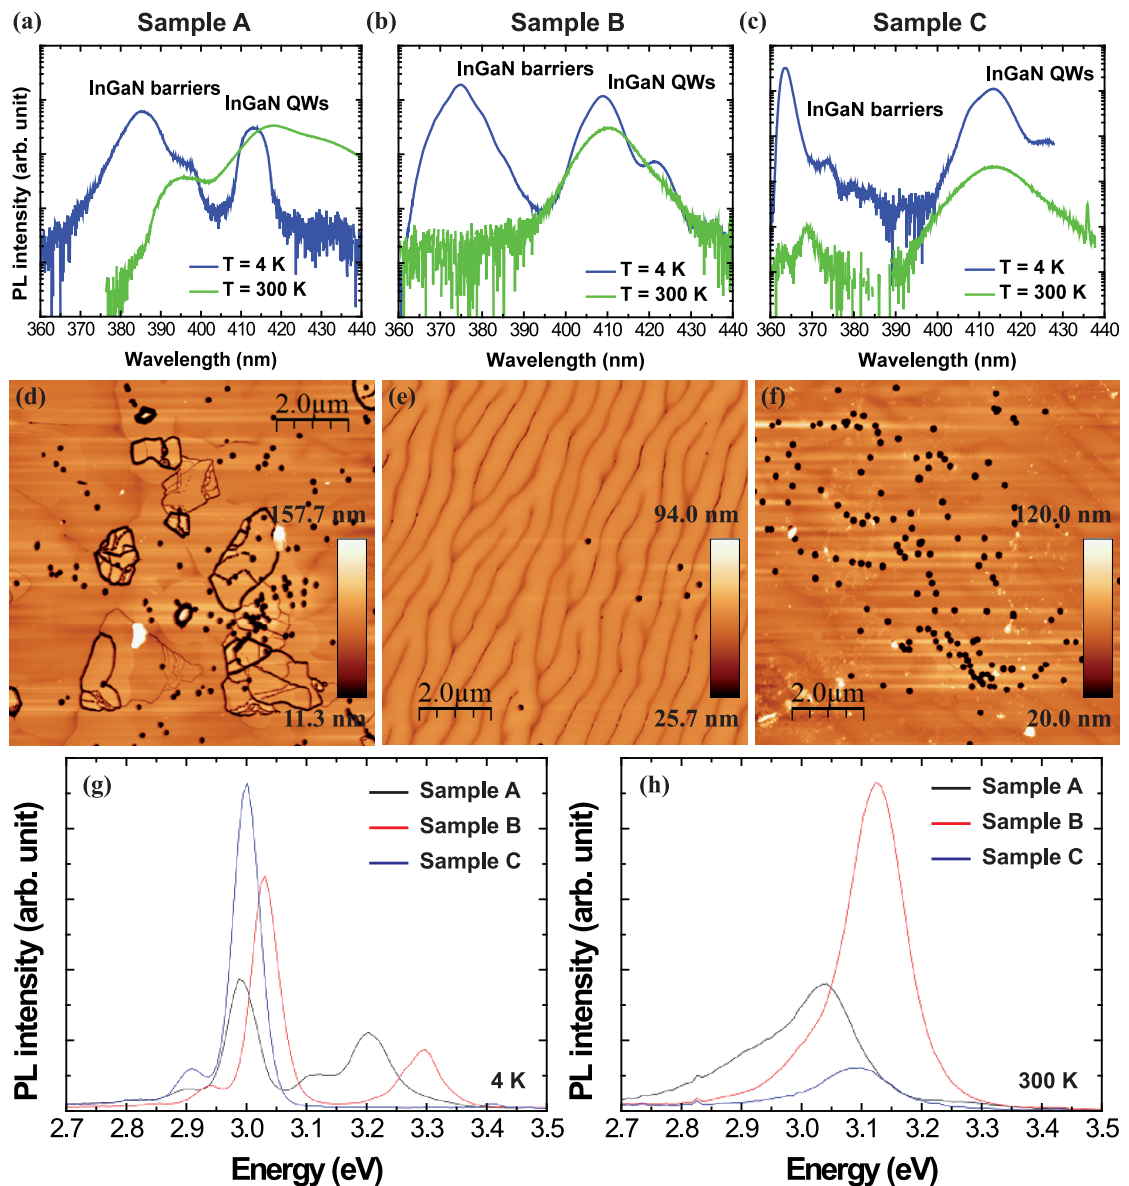 (a) Sample A (b) Sample B (c) Sample C
InGaN barriers
InGaN QWs
T = 4 K
T = 300 K
PL intensity (arb. unit)
360 370 380 390 400 410 420 430 440
Wavelength (nm)
InGaN barriers
InGaN QWs
T = 4 K
T = 300 K
360 370 380 390 400 410 420 430 440
Wavelength (nm)
InGaN QWs
InGaN barriers
T = 4 K
T = 300 K
360 370 380 390 400 410 420 430 440
Wavelength (nm)
(d)
2.0µm
157.7 nm
11.3 nm
(e)
94.0 nm
2.0µm
25.7 nm
(f)
120.0 nm
2.0µm
20.0 nm
(g)
Sample A
Sample B
Sample C
4 K
PL intensity (arb. unit)
2.7 2.8 2.9 3.0 3.1 3.2 3.3 3.4 3.5
Energy (eV)
(h)
Sample A
Sample B
Sample C
300 K
PL intensity (arb. unit)
2.7 2.8 2.9 3.0 3.1 3.2 3.3 3.4 3.5
Energy (eV)